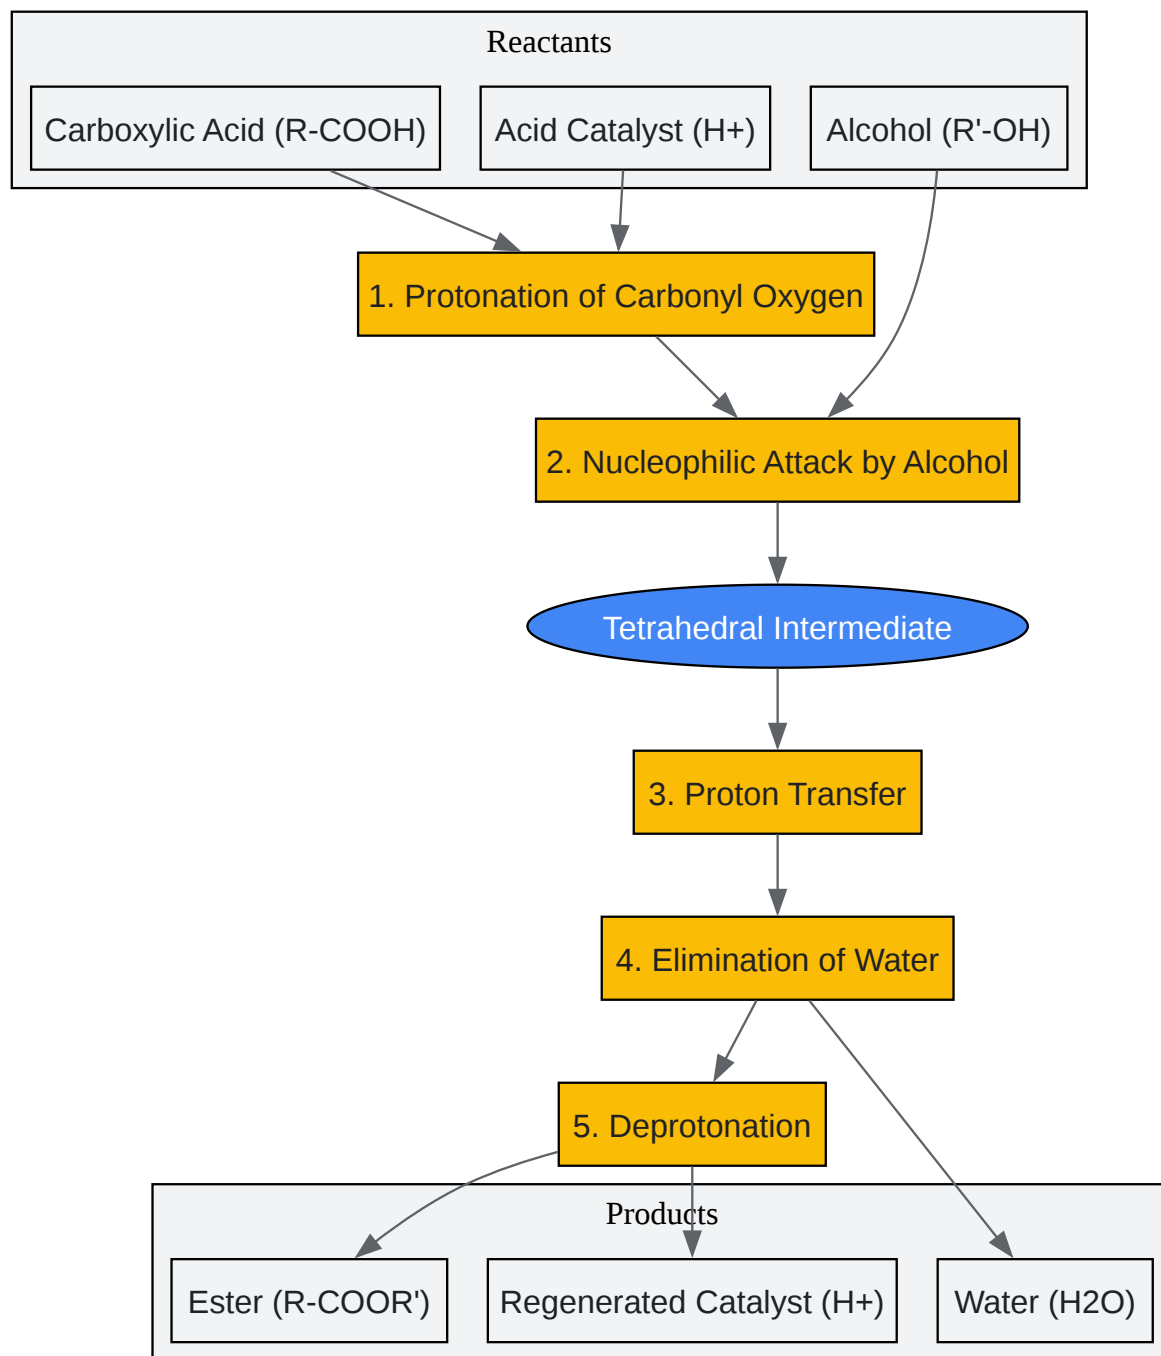 Reactants
Carboxylic Acid (R-COOH)
Acid Catalyst (H+)
Alcohol (R'-OH)
1. Protonation of Carbonyl Oxygen
2. Nucleophilic Attack by Alcohol
Tetrahedral Intermediate
3. Proton Transfer
4. Elimination of Water
5. Deprotonation
Products
Ester (R-COOR')
Regenerated Catalyst (H+)
Water (H2O)